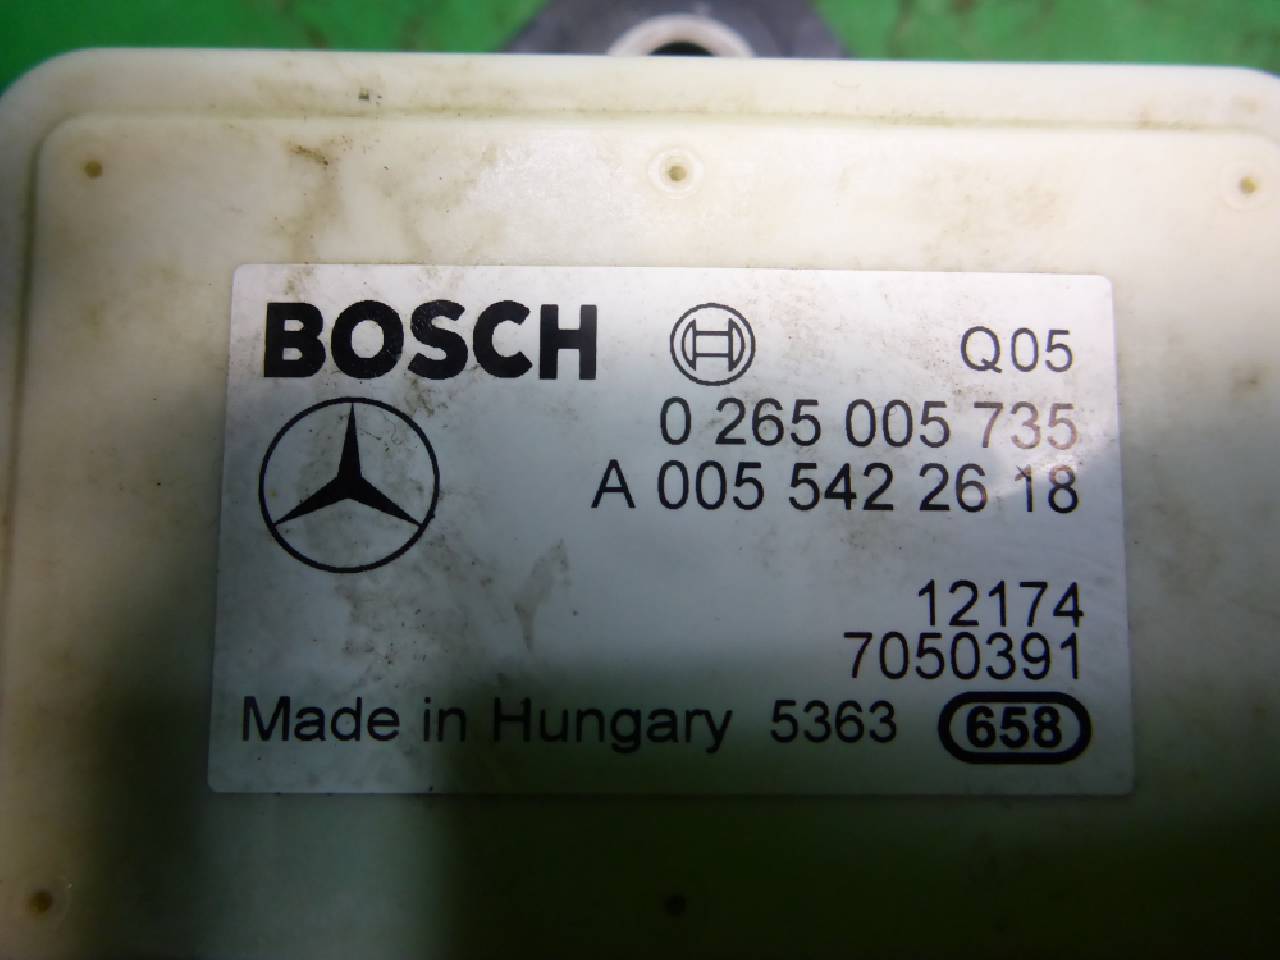 BOSCH
Q05
0 265 005 735
A 005 542 26 18
12174
7050391
Made in Hungary 5363 658